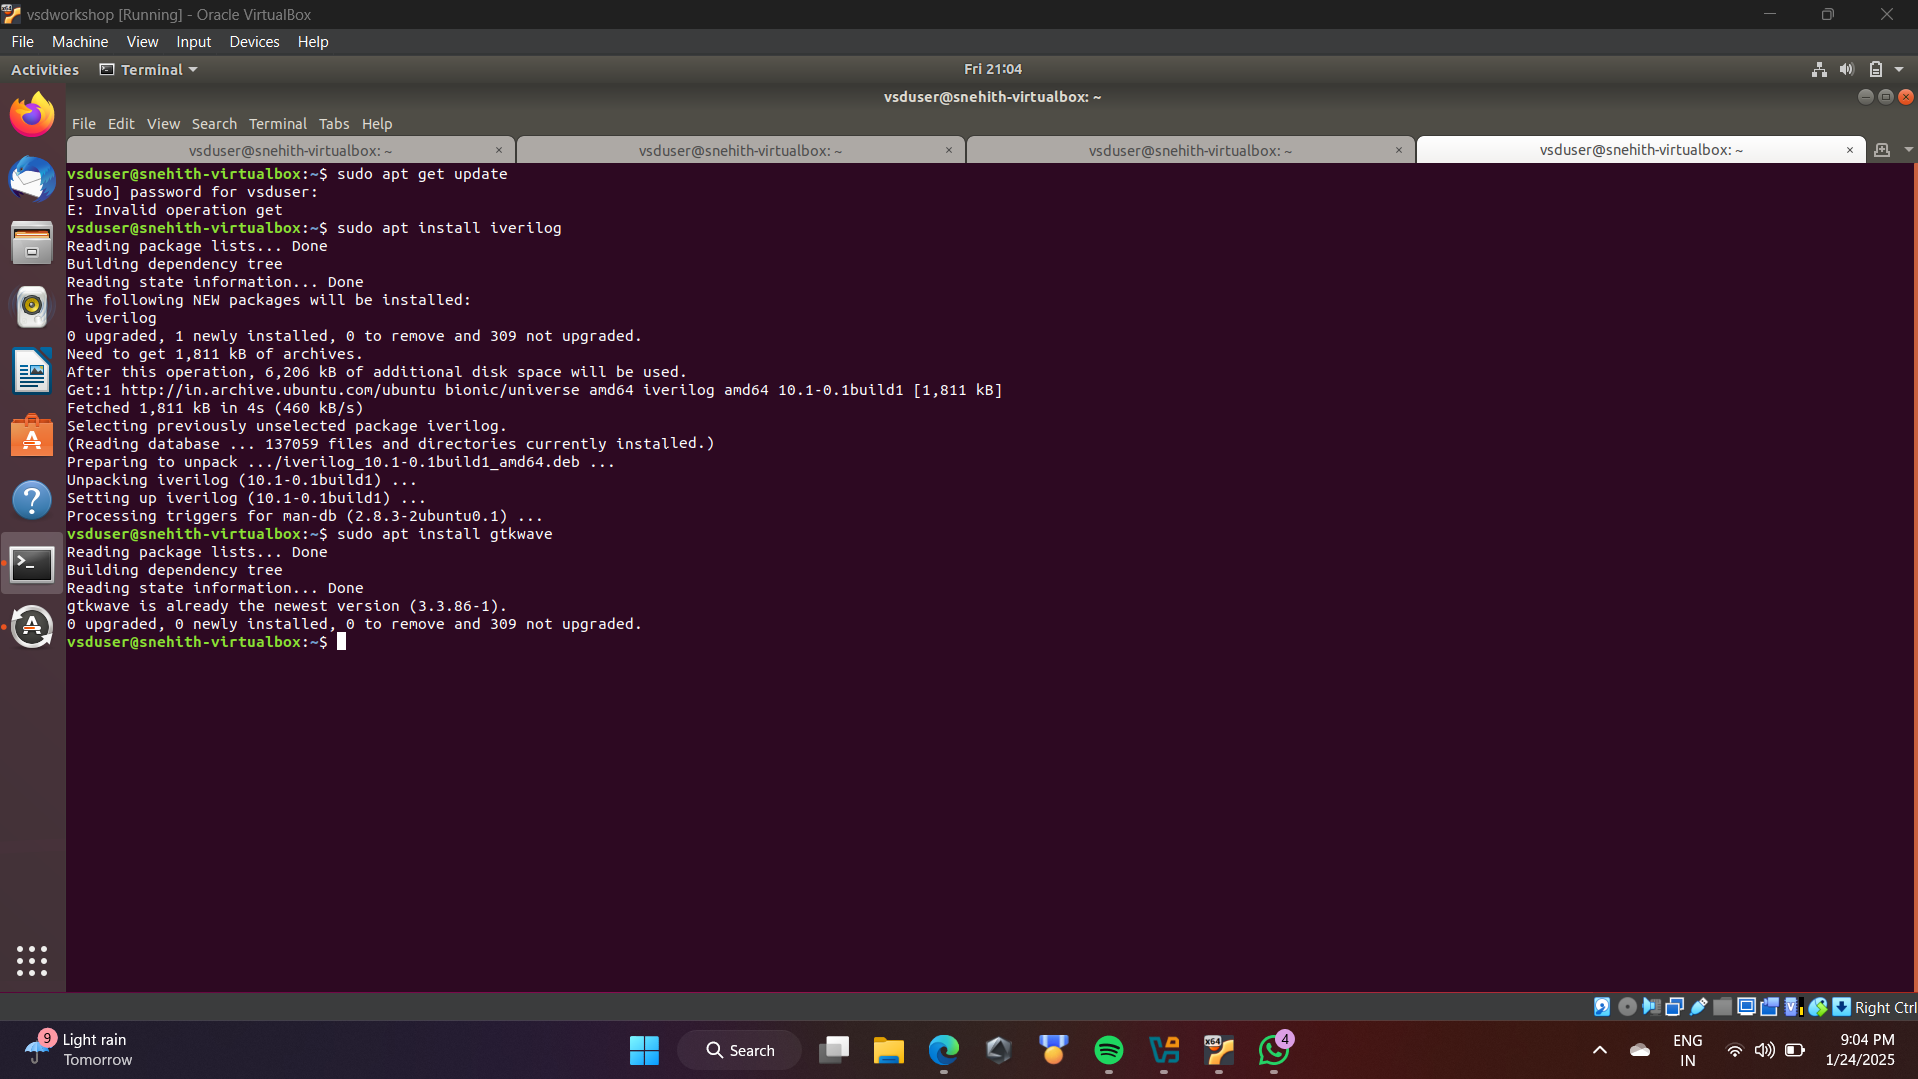 vsdworkshop [Running] - Oracle VirtualBox
File Machine View Input Devices Help
Activities Terminal Fri 21:04
vsduser@snehith-virtualbox: ~
File Edit View Search Terminal Tabs Help
vsduser@snehith-virtualbox: ~ × vsduser@snehith-virtualbox: ~ × vsduser@snehith-virtualbox: ~ × vsduser@snehith-virtualbox: ~ ×
vsduser@snehith-virtualbox:~$ sudo apt get update
[sudo] password for vsduser:
E: Invalid operation get
vsduser@snehith-virtualbox:~$ sudo apt install iverilog
Reading package lists... Done
Building dependency tree
Reading state information... Done
The following NEW packages will be installed:
  iverilog
0 upgraded, 1 newly installed, 0 to remove and 309 not upgraded.
Need to get 1,811 kB of archives.
After this operation, 6,206 kB of additional disk space will be used.
Get:1 http://in.archive.ubuntu.com/ubuntu bionic/universe amd64 iverilog amd64 10.1-0.1build1 [1,811 kB]
Fetched 1,811 kB in 4s (460 kB/s)
Selecting previously unselected package iverilog.
(Reading database ... 137059 files and directories currently installed.)
Preparing to unpack .../iverilog_10.1-0.1build1_amd64.deb ...
Unpacking iverilog (10.1-0.1build1) ...
Setting up iverilog (10.1-0.1build1) ...
Processing triggers for man-db (2.8.3-2ubuntu0.1) ...
vsduser@snehith-virtualbox:~$ sudo apt install gtkwave
Reading package lists... Done
Building dependency tree
Reading state information... Done
gtkwave is already the newest version (3.3.86-1).
0 upgraded, 0 newly installed, 0 to remove and 309 not upgraded.
vsduser@snehith-virtualbox:~$
Right Ctrl
9 Light rain
Tomorrow
Search
x64
4
ENG
IN
9:04 PM
1/24/2025